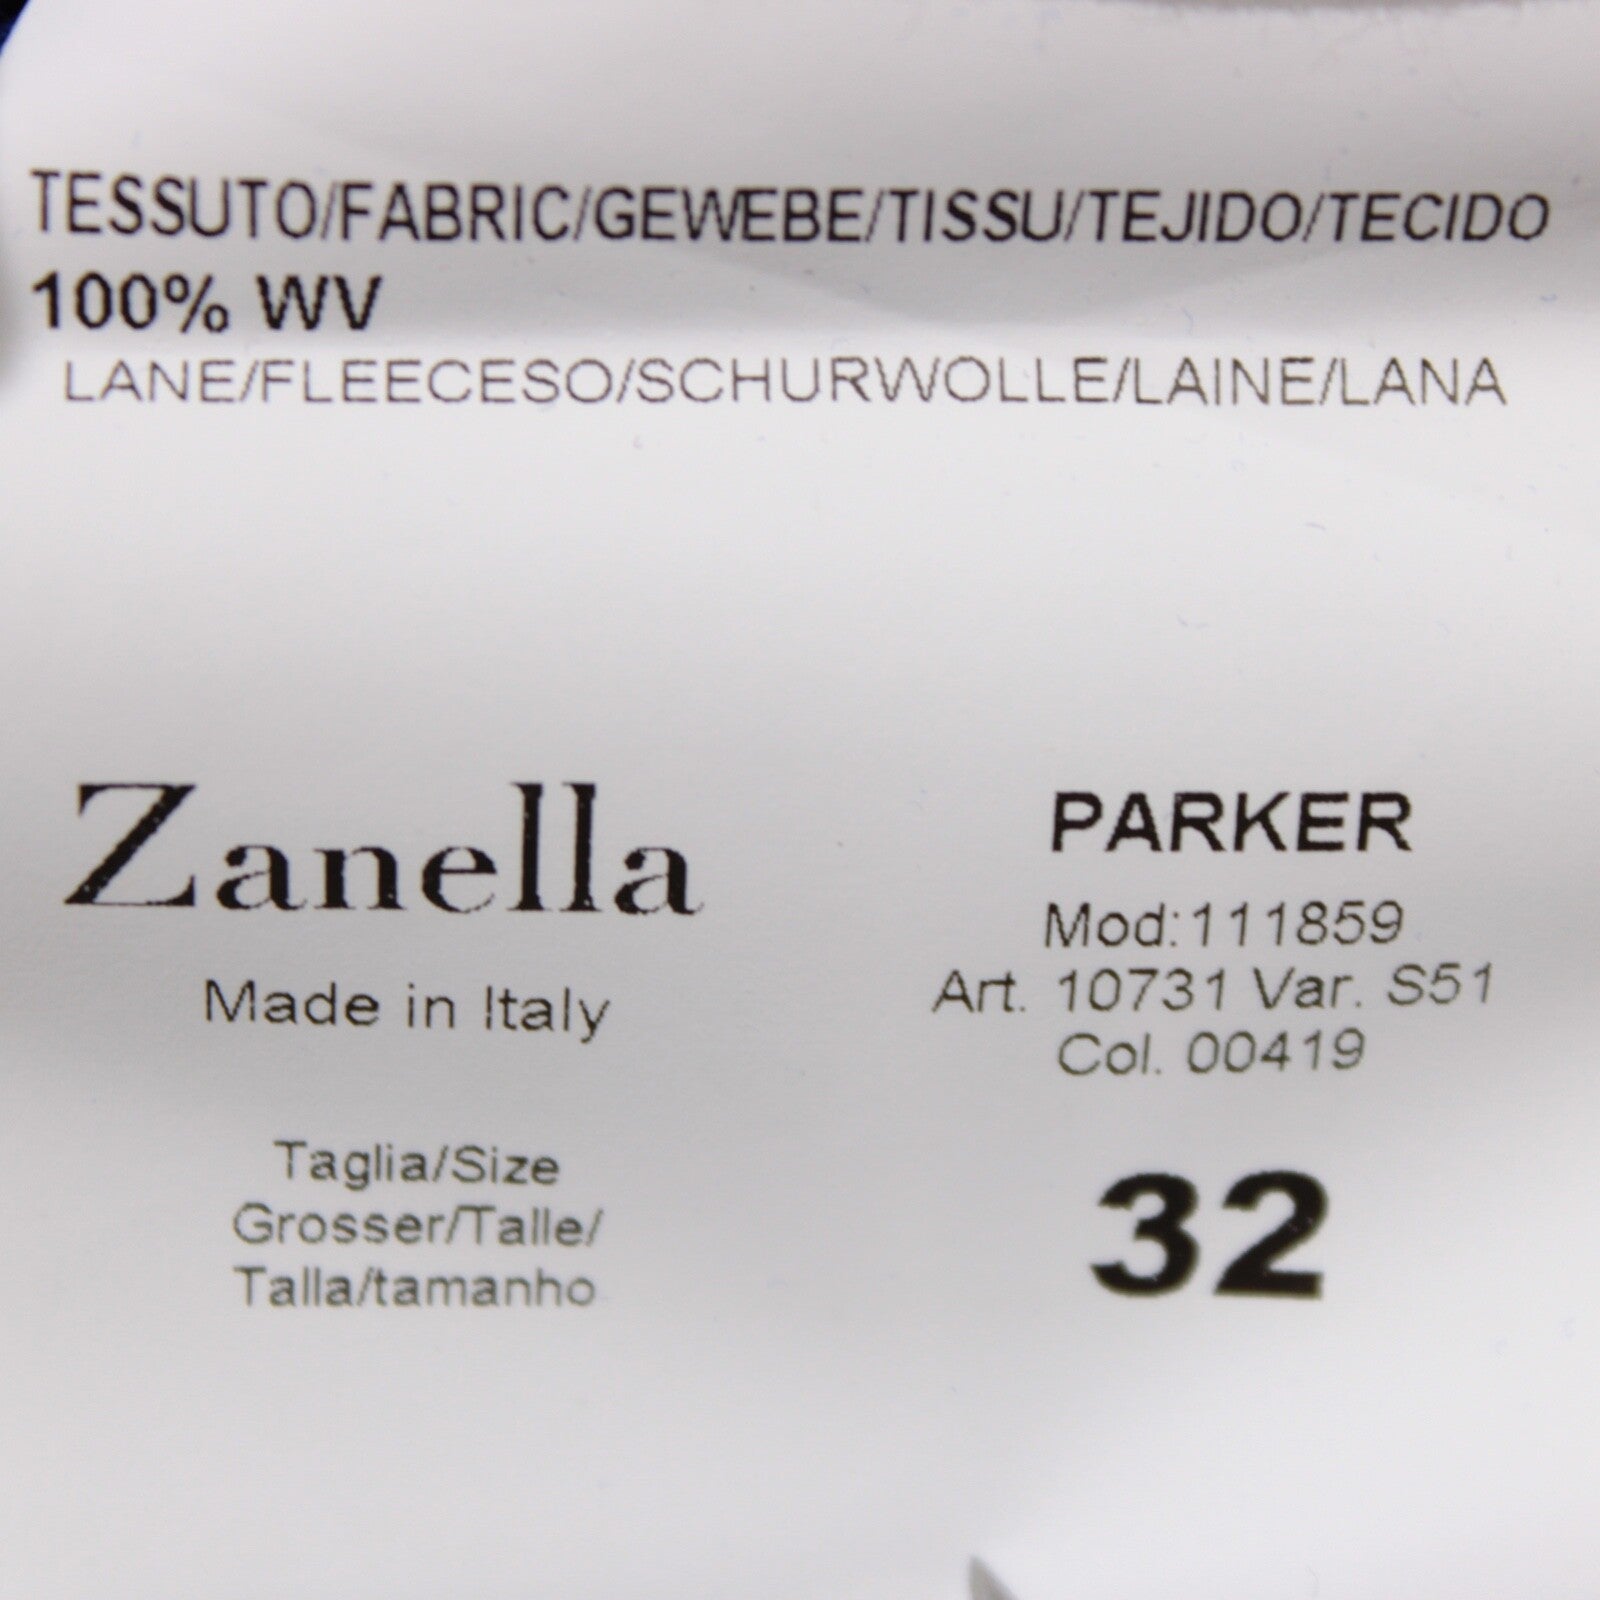 TESSUTO/FABRIC/GEWEBE/TISSU/TEJIDO/TECIDO
100% WV
LANE/FLEECESO/SCHURWOLLE/LAINE/LANA
Zanella
Made in Italy
Taglia/Size
Grosser/Talle/
Talla/tamanho
PARKER
Mod:111859
Art. 10731 Var. S51
Col. 00419
32